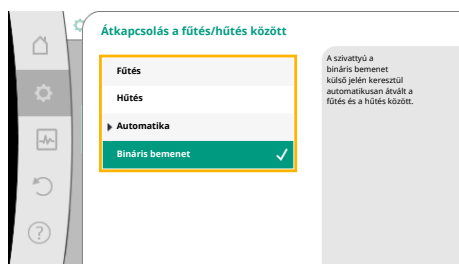 Átkapcsolás a fűtés/hűtés között
Fűtés
Hűtés
Automatika
Bináris bemenet
A szivattyú a
bináris bemenet
külső jelén keresztül
automatikusan átvált a
fűtés és a hűtés között.